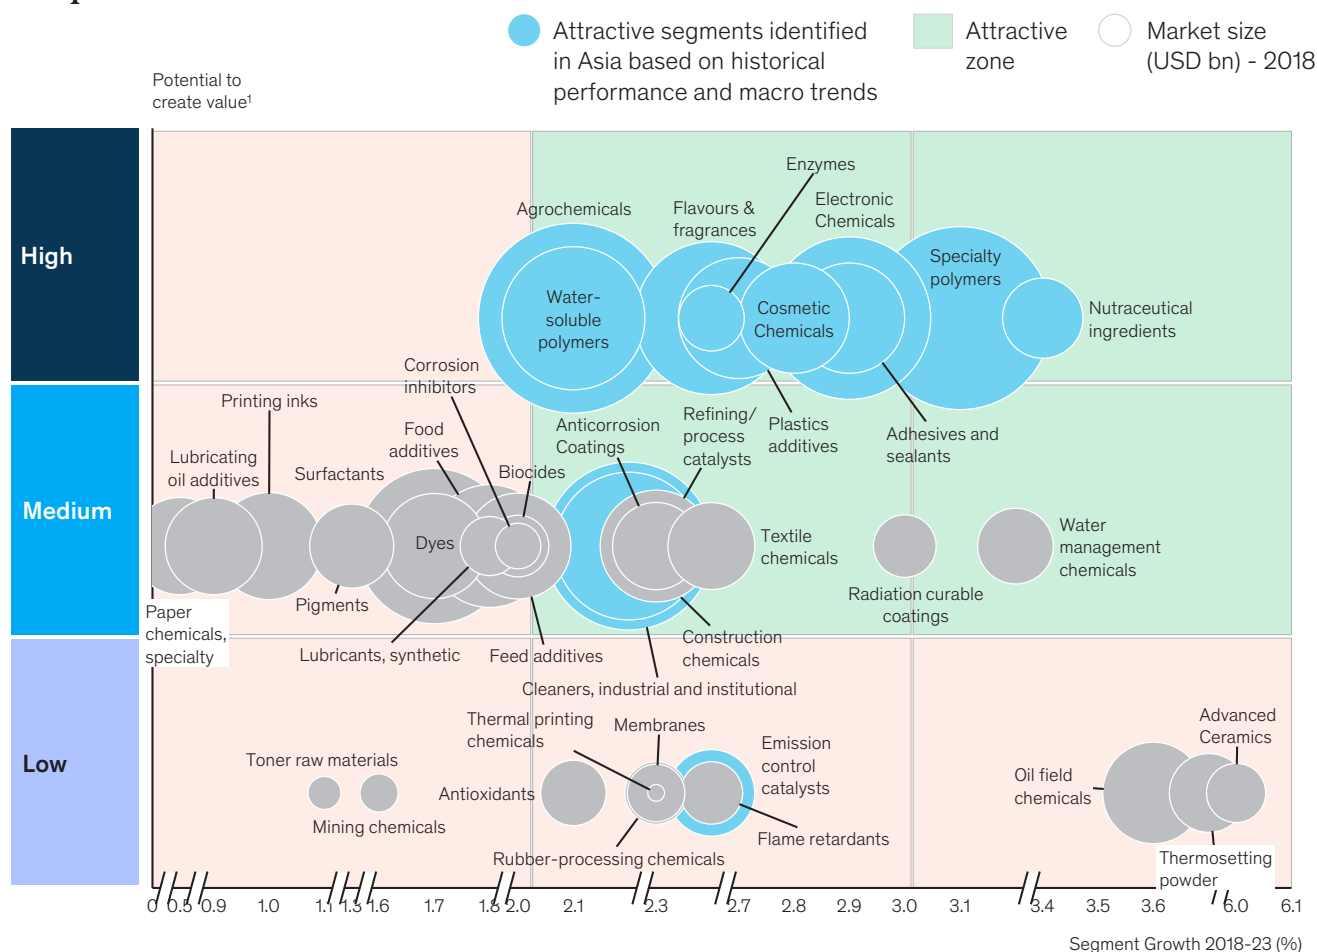 Attractive segments identified
in Asia based on historical
performance and macro trends
Attractive
zone
Market size
(USD bn) - 2018
Potential to
create value¹
High
Enzymes
Agrochemicals
Flavours &
fragrances
Electronic
Chemicals
Specialty
polymers
Water-
soluble
polymers
Cosmetic
Chemicals
Nutraceutical
ingredients
Corrosion
inhibitors
Medium
Printing inks
Lubricating
oil additives
Surfactants
Food
additives
Biocides
Anticorrosion
Coatings
Refining/
process
catalysts
Plastics
additives
Adhesives and
sealants
Dyes
Textile
chemicals
Water
management
chemicals
Radiation curable
coatings
Paper
chemicals,
specialty
Pigments
Lubricants, synthetic
Feed additives
Construction
chemicals
Cleaners, industrial and institutional
Low
Thermal printing
chemicals
Membranes
Emission
control
catalysts
Advanced
Ceramics
Toner raw materials
Mining chemicals
Antioxidants
Oil field
chemicals
Flame retardants
Rubber-processing chemicals
Thermosetting
powder
0 0.5 0.9 1.0 1.1 1.3 1.6 1.7 1.8 2.0 2.1 2.3 2.7 2.8 2.9 3.0 3.1 3.4 3.5 3.6 6.0 6.1
Segment Growth 2018-23 (%)